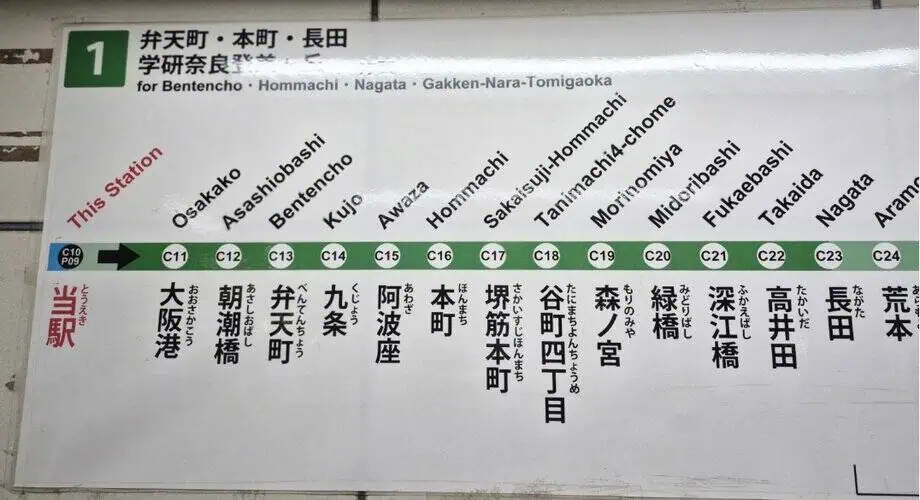 1
弁天町・本町・長田
学研奈良登美ヶ丘
for Bentencho・Hommachi・Nagata・Gakken-Nara-Tomigaoka
This Station
Osakako
Asashiobashi
Bentencho
Kujo
Awaza
Hommachi
Sakaisuji-Hommachi
Tanimachi4-chome
Morinomiya
Midoribashi
Fukaebashi
Takaida
Nagata
Aram
C10
P09
C11
C12
C13
C14
C15
C16
C17
C18
C19
C20
C21
C22
C23
C24
当駅
とうえき
大阪港
おおさかこう
朝潮橋
あさしおばし
弁天町
べんてんちょう
九条
くじょう
阿波座
あわざ
本町
ほんまち
堺筋本町
さかいすじほんまち
谷町四丁目
たにまちよんちょうめ
森ノ宮
もりのみや
緑橋
みどりばし
深江橋
ふかえばし
高井田
たかいだ
長田
ながた
荒本